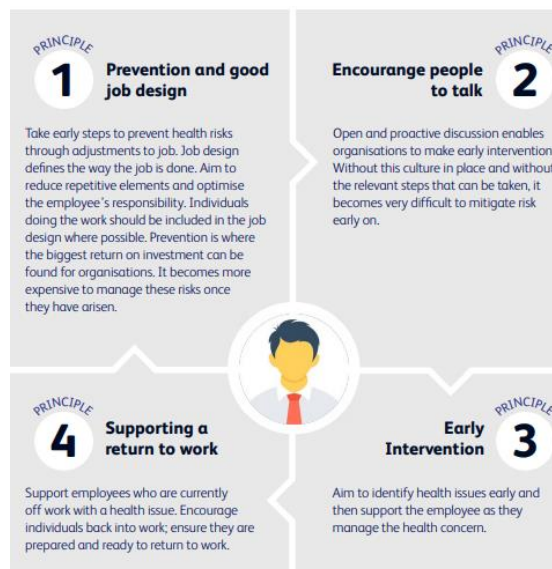 PRINCIPLE
1
Prevention and good
job design
Take early steps to prevent health risks
through adjustments to job. Job design
defines the way the job is done. Aim to
reduce repetitive elements and optimise
the employee´s responsibility. Individuals
doing the work should be included in the job
design where possible. Prevention is where
the biggest return on investment can be
found for organisations. It becomes more
expensive to manage these risks once
they have arisen.
PRINCIPLE
2
Encourange people
to talk
Open and proactive discussion enables
organisations to make early intervention
Without this culture in place and without
the relevant steps that can be taken, it
becomes very difficult to mitigate risk
early on.
PRINCIPLE
3
Early
Intervention
Aim to identify health issues early and
then support the employee as they
manage the health concern.
PRINCIPLE
4
Supporting a
return to work
Support employees who are currently
off work with a health issue. Encourage
individuals back into work; ensure they are
prepared and ready to return to work.